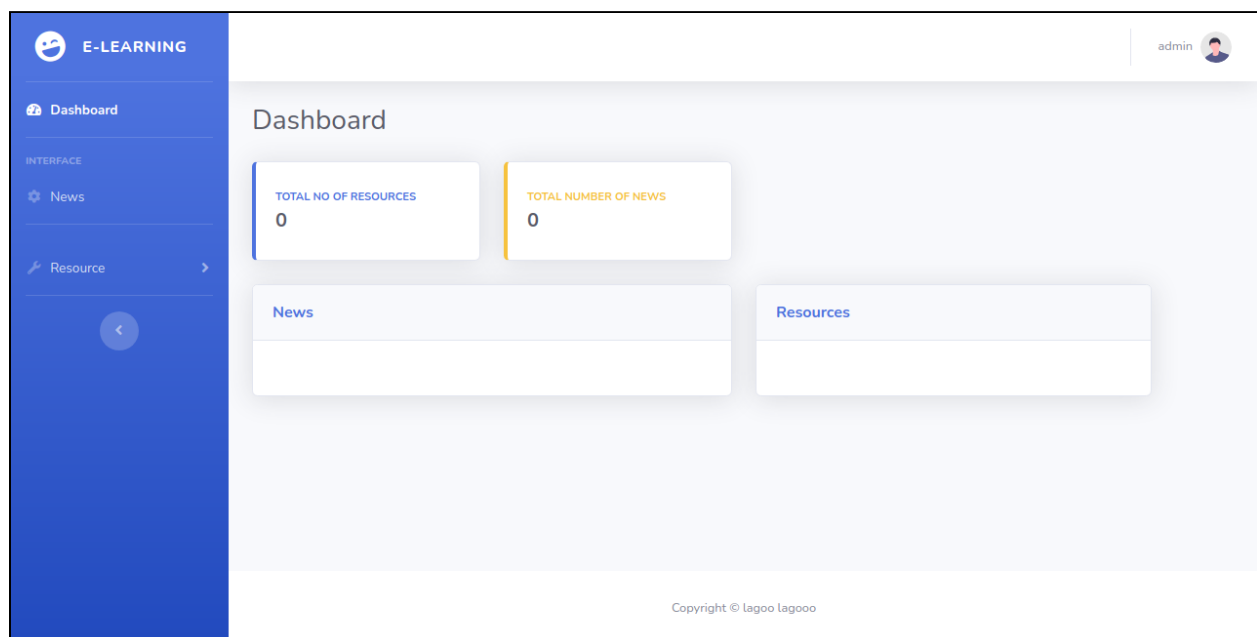 E-LEARNING
admin
Dashboard
INTERFACE
News
Resource
Dashboard
TOTAL NO OF RESOURCES
0
TOTAL NUMBER OF NEWS
0
News
Resources
Copyright © lagoo lagooo